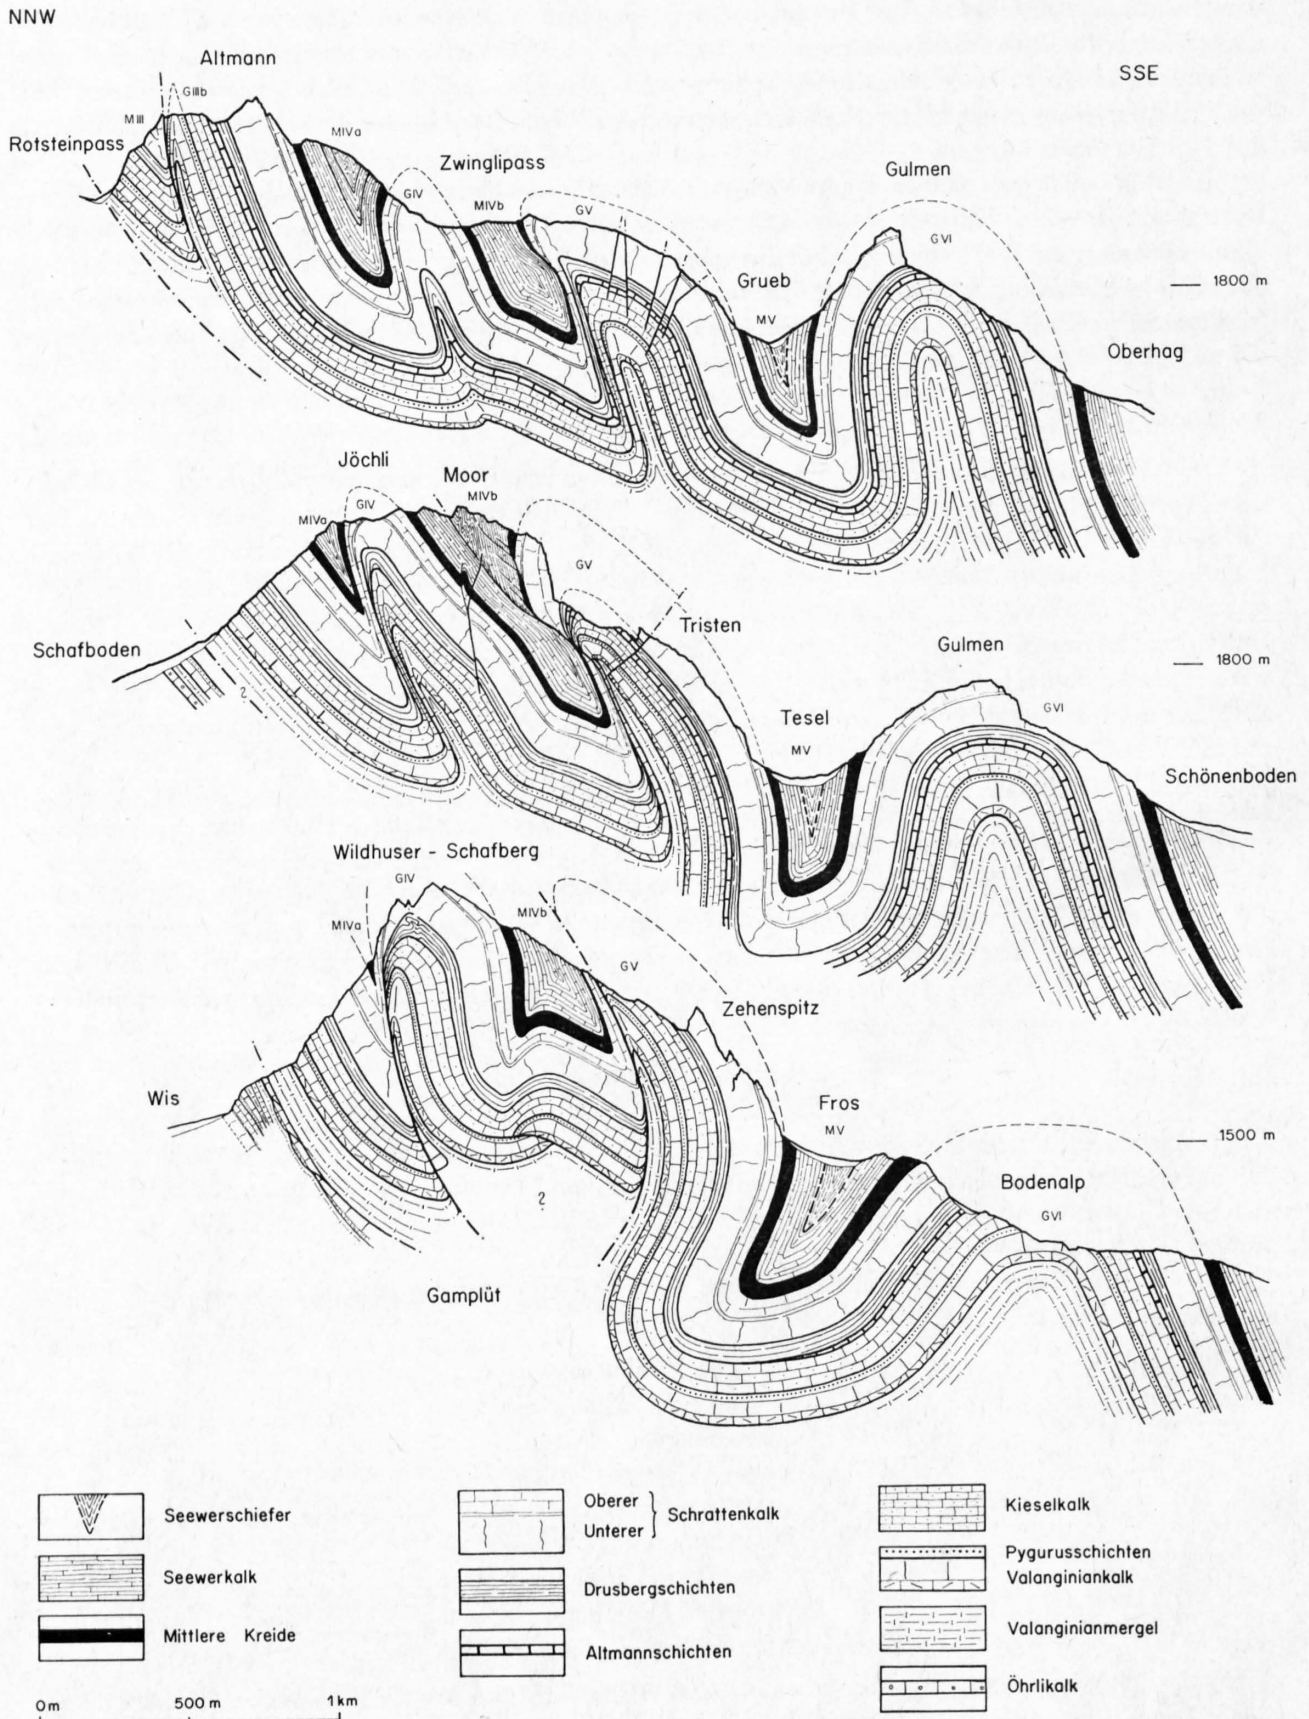 NNW
SSE
Altmann
GIIIb
MIII
Rotsteinpass
MIVa
Zwinglipass
GIV
MIVb
GV
Gulmen
GVI
Grueb
MV
1800 m
Oberhag
Jöchli
Moor
MIVb
GIV
MIVa
GV
Schafboden
?
Tristen
Gulmen
1800 m
GVI
Tesel
MV
Schönenboden
Wildhuser - Schafberg
GIV
MIVa
MIVb
GV
Zehenspitz
Wis
Fros
MV
1500 m
Bodenalp
GVI
?
Gamplüt
Seewerschiefer
Seewerkalk
Mittlere Kreide
Oberer
Unterer
Schrattenkalk
Drusbergschichten
Altmannschichten
Kieselkalk
Pygurusschichten
Valanginiankalk
Valanginianmergel
Öhrlikalk
0m 500 m 1km